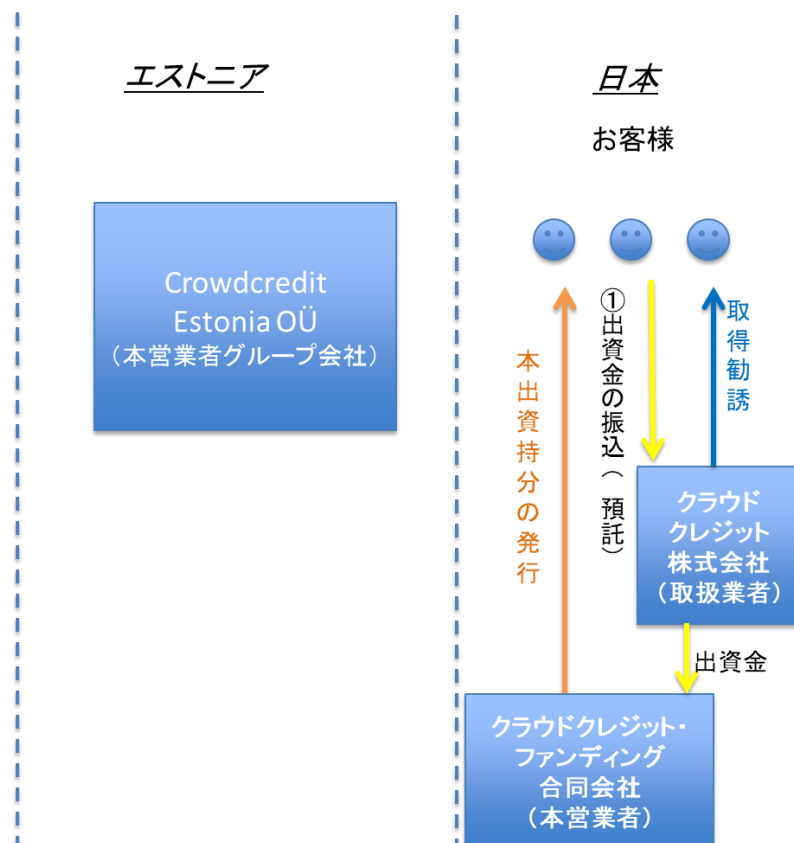 エストニア
日本
お客様
Crowdcredit
Estonia OÜ
（本営業者グループ会社）
本出資持分の発行
①出資金の振込（ 預託）
取得勧誘
クラウド
クレジット
株式会社
（取扱業者）
出資金
クラウドクレジット・
ファンディング
合同会社
（本営業者）